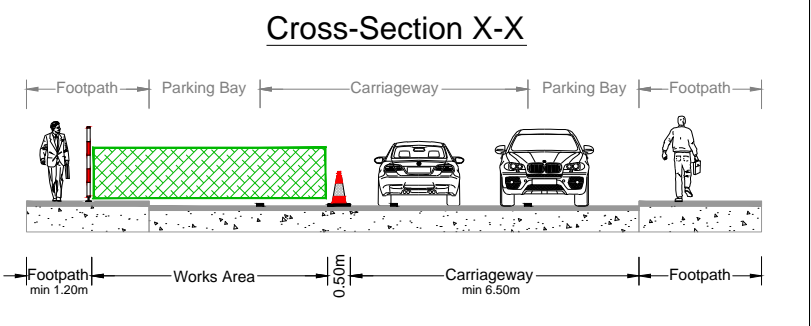 Cross-Section X-X
Footpath Parking Bay Carriageway Parking Bay Footpath
Footpath Works Area 0.50m Carriageway Footpath
min 1.20m min 6.50m